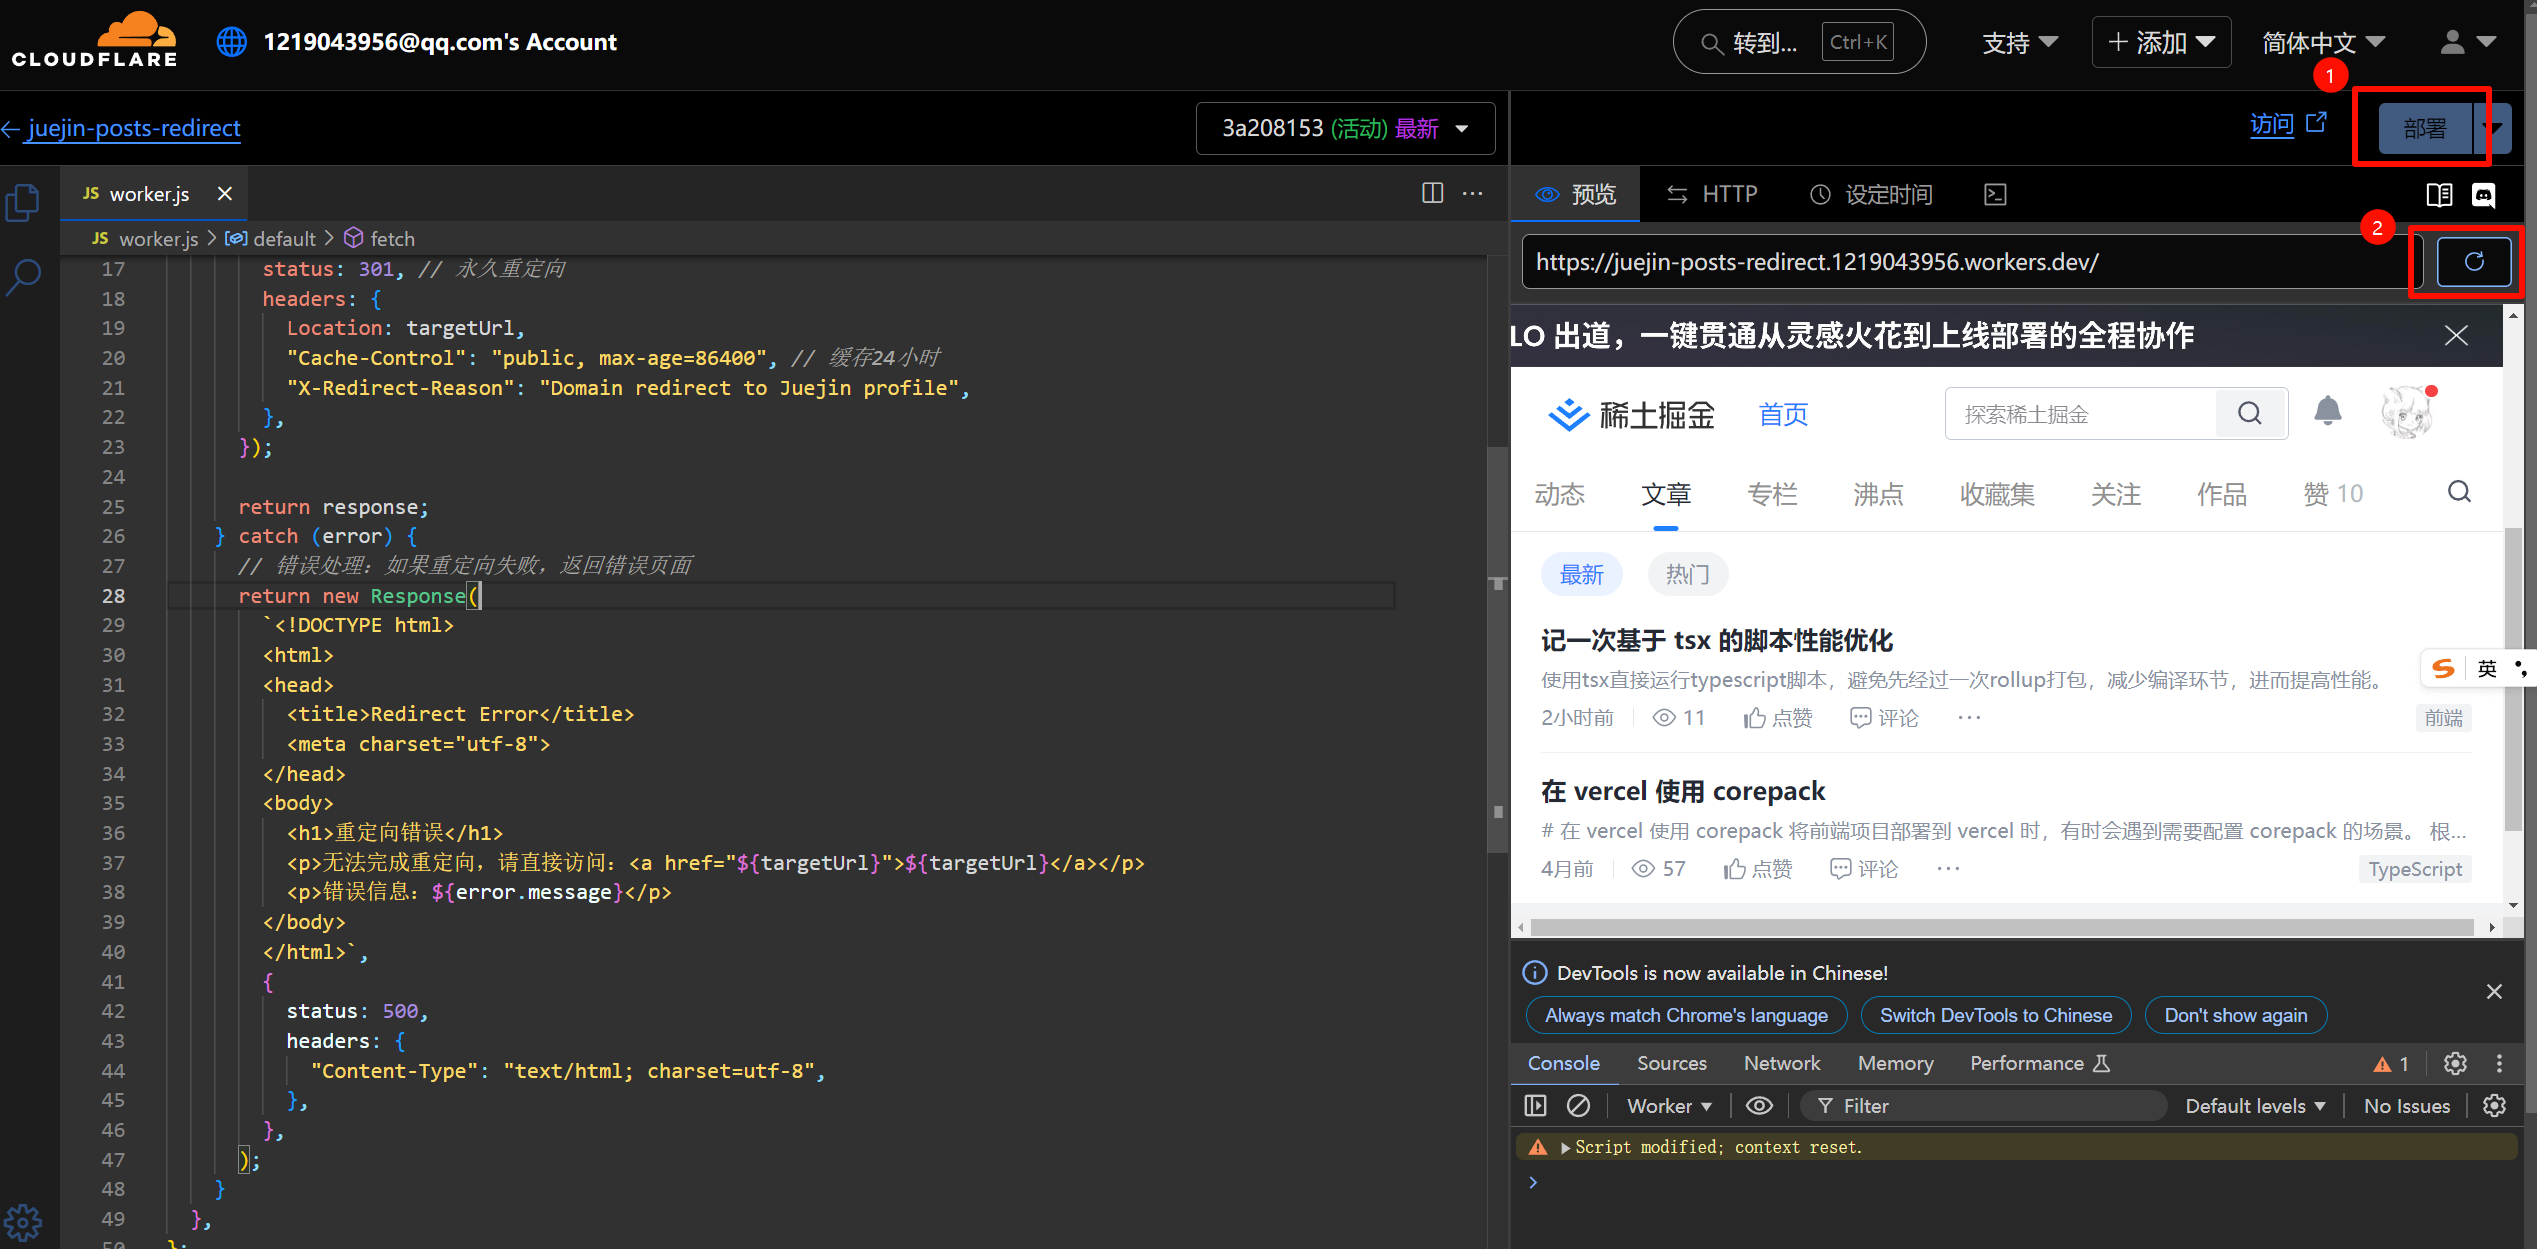 CLOUDFLARE
1219043956@qq.com's Account
转到...
Ctrl+K
支持
添加
简体中文
1
juejin-posts-redirect
3a208153 (活动) 最新
访问
部署
JS worker.js
预览
HTTP
设定时间
JS worker.js > default > fetch
2
https://juejin-posts-redirect.1219043956.workers.dev/
17 status: 301, // 永久重定向
18 headers: {
19 Location: targetUrl,
20 "Cache-Control": "public, max-age=86400", // 缓存24小时
21 "X-Redirect-Reason": "Domain redirect to Juejin profile",
22 },
23 });
24
25 return response;
26 } catch (error) {
27 // 错误处理：如果重定向失败，返回错误页面
28 return new Response(
29 `<!DOCTYPE html>
30 <html>
31 <head>
32 <title>Redirect Error</title>
33 <meta charset="utf-8">
34 </head>
35 <body>
36 <h1>重定向错误</h1>
37 <p>无法完成重定向，请直接访问：<a href="${targetUrl}">${targetUrl}</a></p>
38 <p>错误信息：${error.message}</p>
39 </body>
40 </html>`,
41 {
42 status: 500,
43 headers: {
44 "Content-Type": "text/html; charset=utf-8",
45 },
46 },
47 );
48 }
49 },
50 };
LO 出道，一键贯通从灵感火花到上线部署的全程协作
稀土掘金
首页
探索稀土掘金
动态
文章
专栏
沸点
收藏集
关注
作品
赞 10
最新
热门
记一次基于 tsx 的脚本性能优化
使用tsx直接运行typescript脚本，避免先经过一次rollup打包，减少编译环节，进而提高性能。
2小时前
11
点赞
评论
...
前端
英
在 vercel 使用 corepack
# 在 vercel 使用 corepack 将前端项目部署到 vercel 时，有时会遇到需要配置 corepack 的场景。 根...
4月前
57
点赞
评论
...
TypeScript
DevTools is now available in Chinese!
Always match Chrome's language
Switch DevTools to Chinese
Don't show again
Console
Sources
Network
Memory
Performance
1
Worker
Filter
Default levels
No Issues
Script modified; context reset.